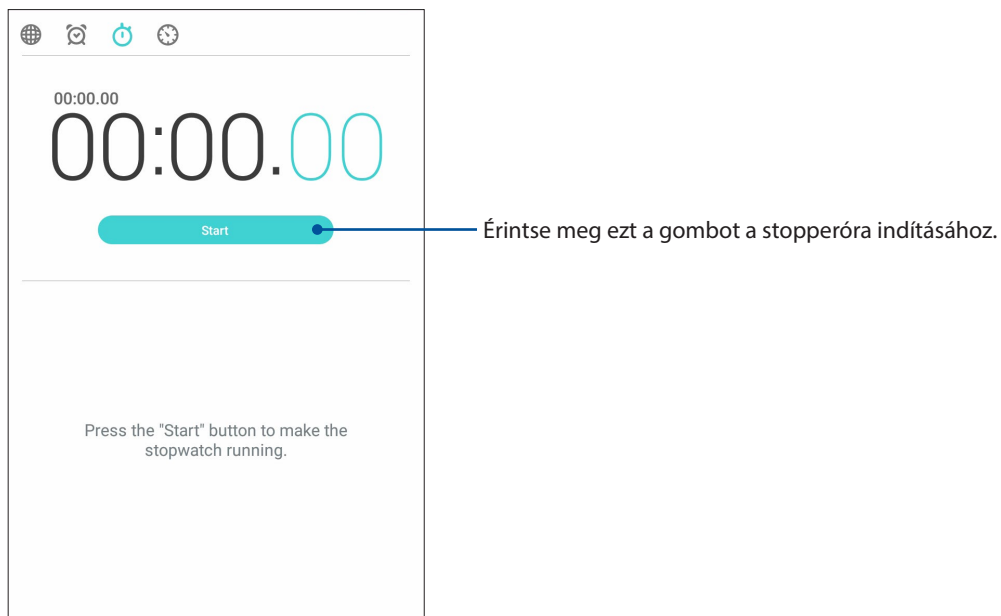 00:00.00
00:00.00
Start
Érintse meg ezt a gombot a stopperóra indításához.
Press the "Start" button to make the
stopwatch running.